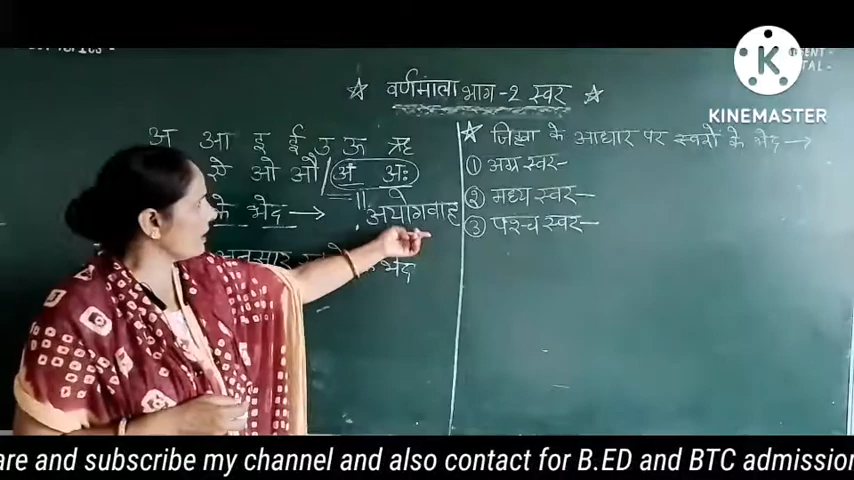 ☆ वर्णमाला भाग-2 स्वर ☆
अ आ इ ई उ ऊ ऋ
ऐ ओ औ / अं अः
के भेद →
"अयोगवाह
अनुसार
के भेद
☆ जिह्वा के आधार पर स्वरों के भेद →
① अग्र स्वर-
② मध्य स्वर-
③ पश्च स्वर-
K
KINEMASTER
are and subscribe my channel and also contact for B.ED and BTC admission